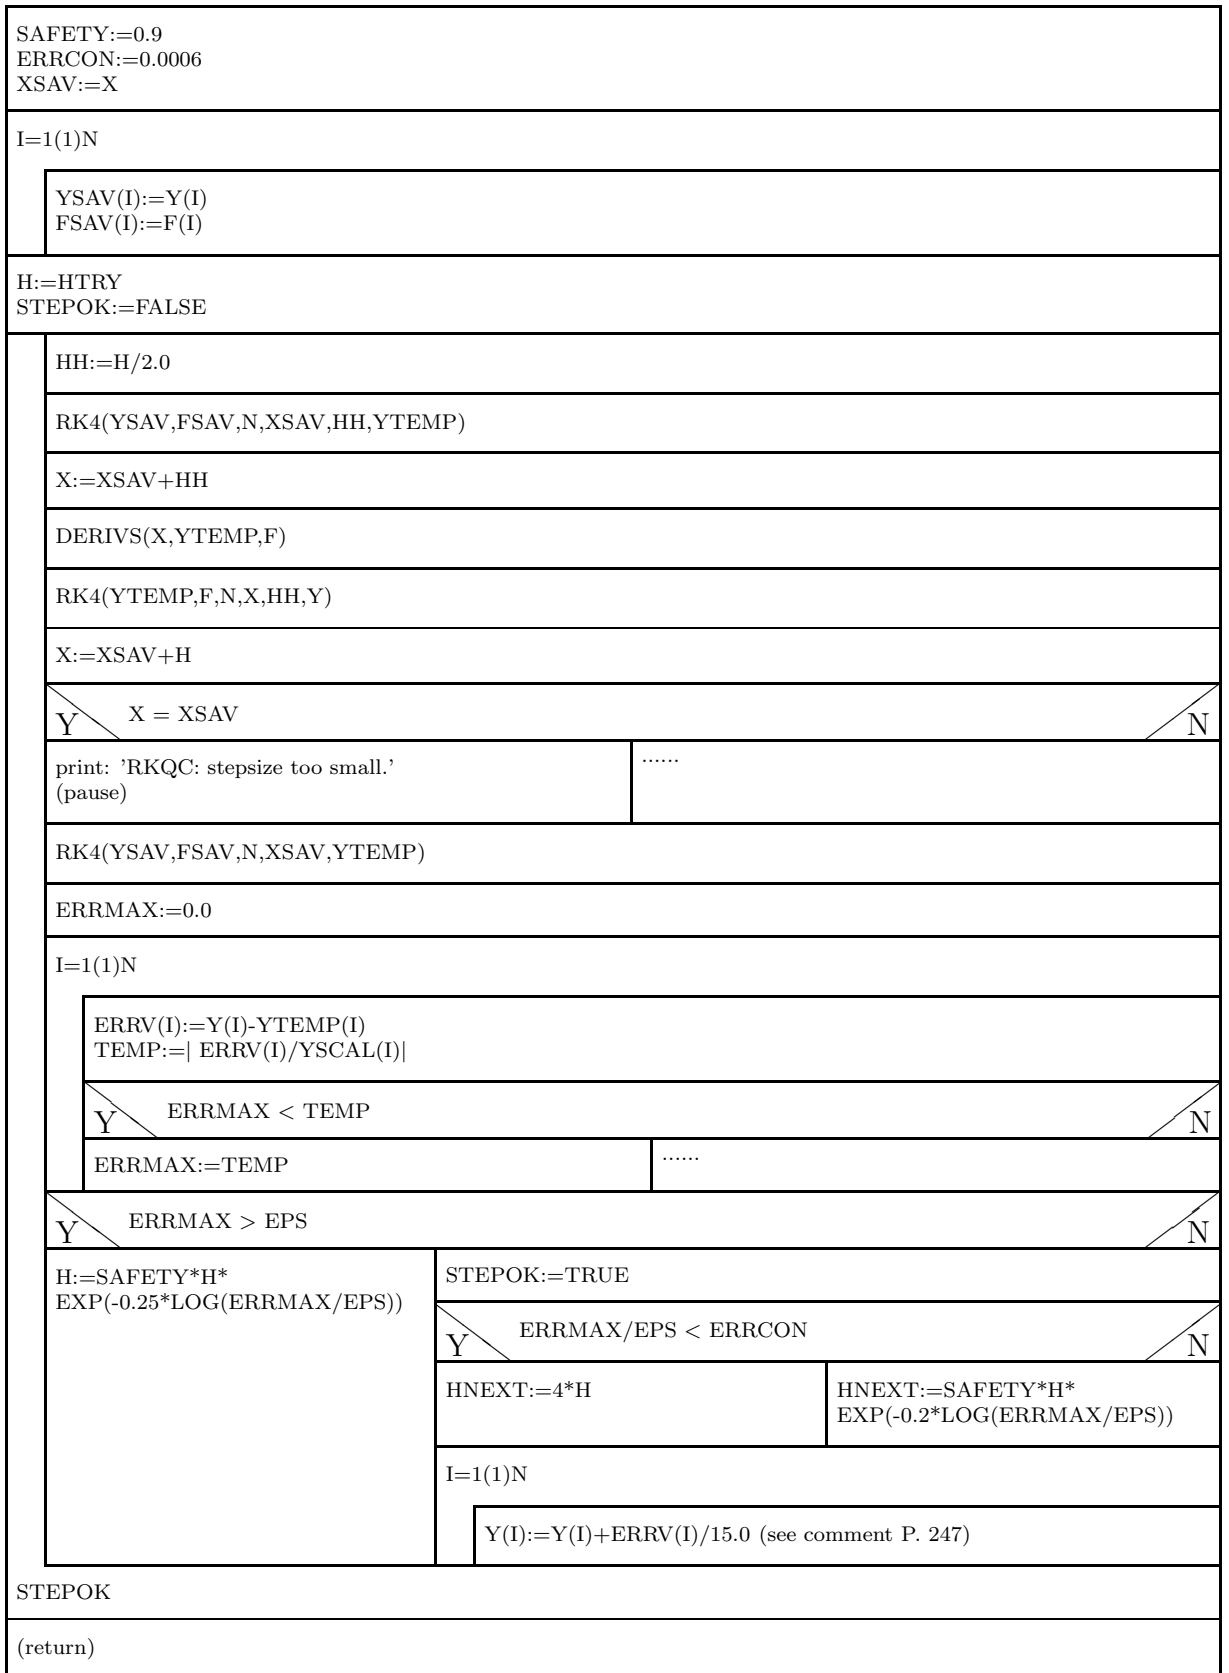 SAFETY:=0.9
ERRCON:=0.0006
XSAV:=X
I=1(1)N
YSAV(I):=Y(I)
FSAV(I):=F(I)
H:=HTRY
STEPOK:=FALSE
HH:=H/2.0
RK4(YSAV,FSAV,N,XSAV,HH,YTEMP)
X:=XSAV+HH
DERIVS(X,YTEMP,F)
RK4(YTEMP,F,N,X,HH,Y)
X:=XSAV+H
Y X = XSAV N
print: 'RKQC: stepsize too small.' ......
(pause)
RK4(YSAV,FSAV,N,XSAV,YTEMP)
ERRMAX:=0.0
I=1(1)N
ERRV(I):=Y(I)-YTEMP(I)
TEMP:=| ERRV(I)/YSCAL(I)|
Y ERRMAX < TEMP N
ERRMAX:=TEMP ......
Y ERRMAX > EPS N
H:=SAFETY*H*
EXP(-0.25*LOG(ERRMAX/EPS))
STEPOK:=TRUE
Y ERRMAX/EPS < ERRCON N
HNEXT:=4*H
HNEXT:=SAFETY*H*
EXP(-0.2*LOG(ERRMAX/EPS))
I=1(1)N
Y(I):=Y(I)+ERRV(I)/15.0 (see comment P. 247)
STEPOK
(return)